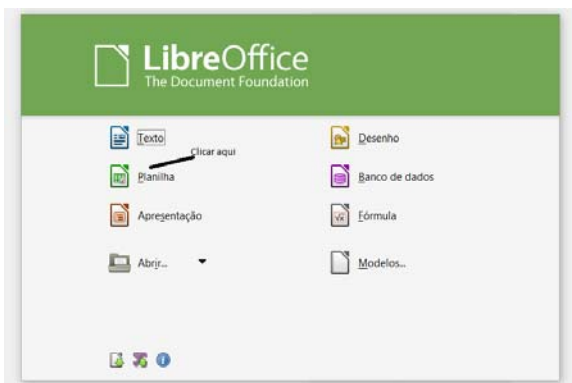 LibreOffice
The Document Foundation
Texto
Clicar aqui
Planilha
Apresentação
Abrir...
Desenho
Banco de dados
Fórmula
Modelos...